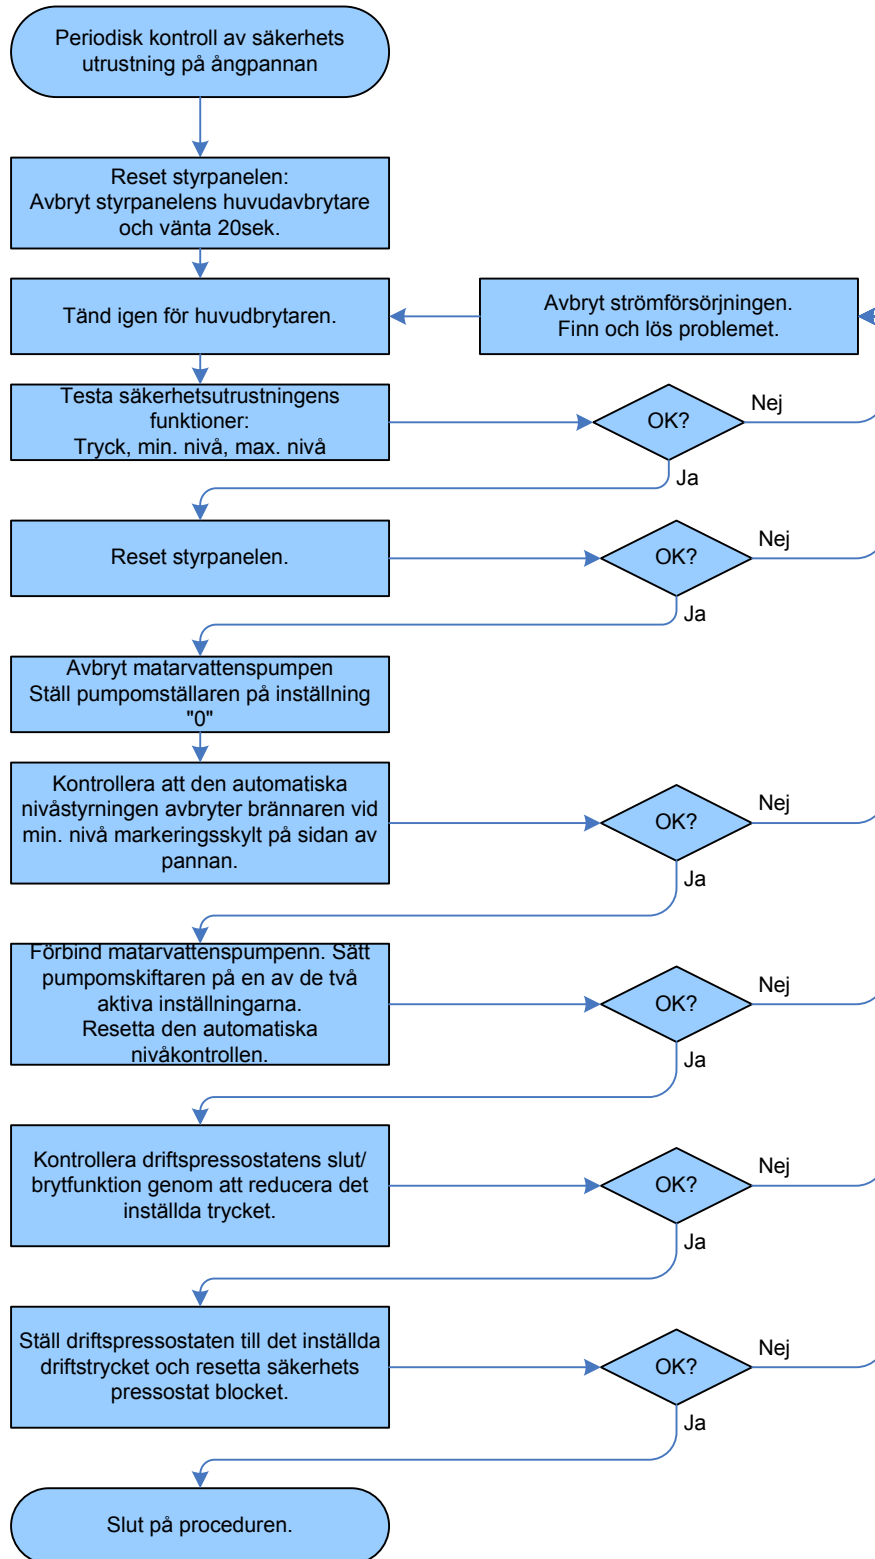 Periodisk kontroll av säkerhets
utrustning på ångpannan
Reset styrpanelen:
Avbryt styrpanelens huvudavbrytare
och vänta 20sek.
Tänd igen för huvudbrytaren.
Avbryt strömförsörjningen.
Finn och lös problemet.
Testa säkerhetsutrustningens
funktioner:
Tryck, min. nivå, max. nivå
OK?
Nej
Ja
Reset styrpanelen.
OK?
Nej
Ja
Avbryt matarvattenspumpen
Ställ pumpomställaren på inställning
"0"
Kontrollera att den automatiska
nivåstyrningen avbryter brännaren vid
min. nivå markeringsskylt på sidan av
pannan.
OK?
Nej
Ja
Förbind matarvattenspumpenn. Sätt
pumpomskiftaren på en av de två
aktiva inställningarna.
Resetta den automatiska
nivåkontrollen.
OK?
Nej
Ja
Kontrollera driftspressostatens slut/
brytfunktion genom att reducera det
inställda trycket.
OK?
Nej
Ja
Ställ driftspressostaten till det inställda
driftstrycket och resetta säkerhets
pressostat blocket.
OK?
Nej
Ja
Slut på proceduren.